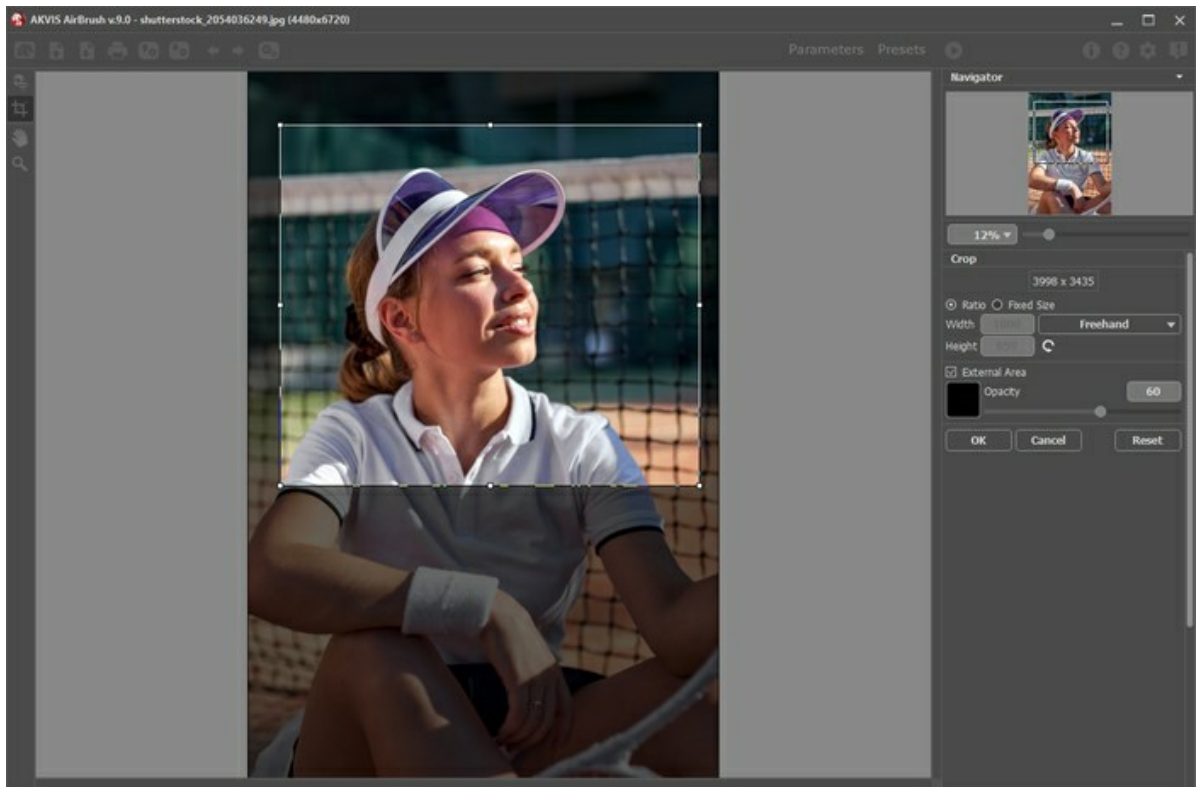 AKVIS AirBrush v.9.0 - shutterstock_2054036249.jpg (4480x6720)
Parameters Presets
Navigator
12%
Crop
3998 x 3435
Ratio Fixed Size
Width Freehand
Height
External Area
Opacity 60
OK Cancel Reset